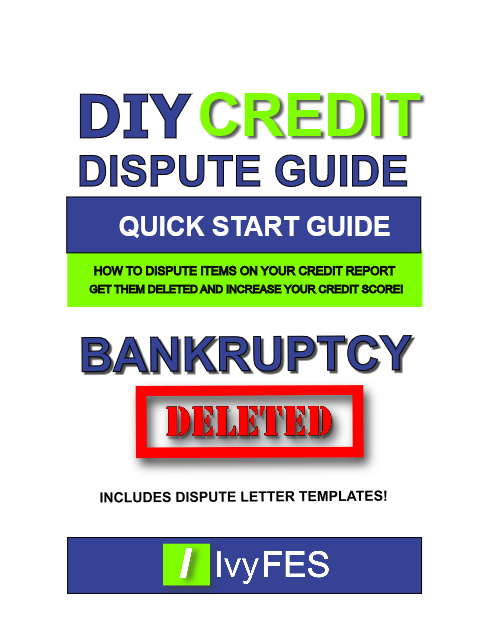 DIY CREDIT
DISPUTE GUIDE
QUICK START GUIDE
HOW TO DISPUTE ITEMS ON YOUR CREDIT REPORT
GET THEM DELETED AND INCREASE YOUR CREDIT SCORE!
BANKRUPTCY
DELETED
INCLUDES DISPUTE LETTER TEMPLATES!
I IvyFES